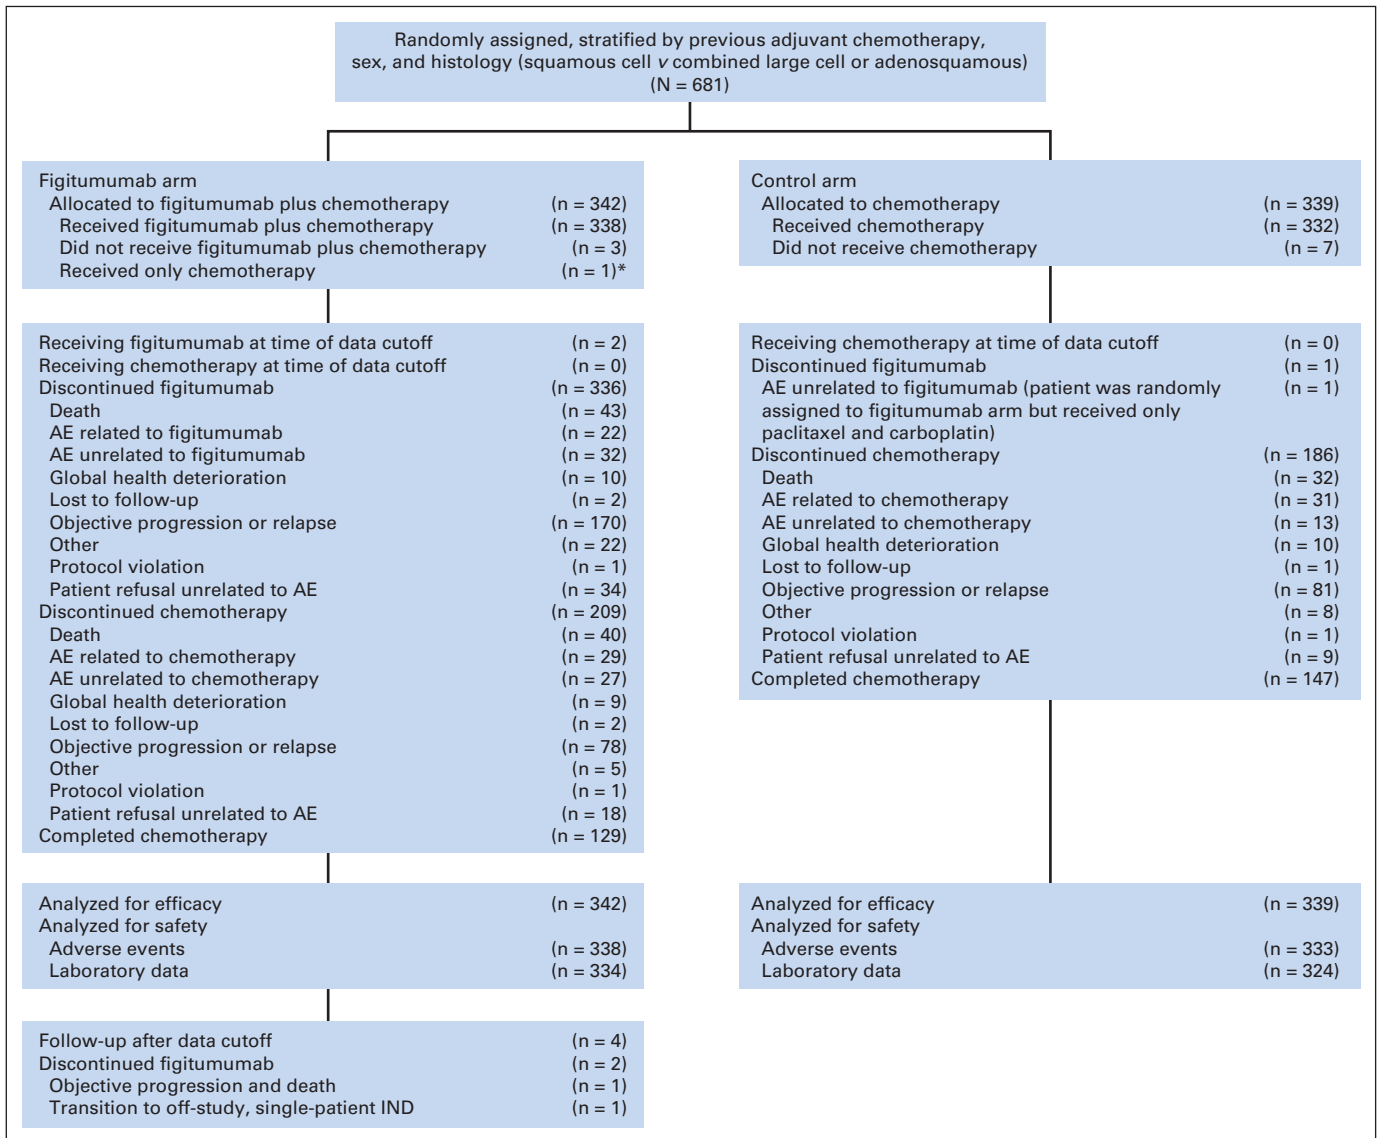 Randomly assigned, stratified by previous adjuvant chemotherapy,
sex, and histology (squamous cell v combined large cell or adenosquamous)
(N = 681)
Figitumumab arm
Allocated to figitumumab plus chemotherapy (n = 342)
Received figitumumab plus chemotherapy (n = 338)
Did not receive figitumumab plus chemotherapy (n = 3)
Received only chemotherapy (n = 1)*
Control arm
Allocated to chemotherapy (n = 339)
Received chemotherapy (n = 332)
Did not receive chemotherapy (n = 7)
Receiving figitumumab at time of data cutoff (n = 2)
Receiving chemotherapy at time of data cutoff (n = 0)
Discontinued figitumumab (n = 336)
Death (n = 43)
AE related to figitumumab (n = 22)
AE unrelated to figitumumab (n = 32)
Global health deterioration (n = 10)
Lost to follow-up (n = 2)
Objective progression or relapse (n = 170)
Other (n = 22)
Protocol violation (n = 1)
Patient refusal unrelated to AE (n = 34)
Discontinued chemotherapy (n = 209)
Death (n = 40)
AE related to chemotherapy (n = 29)
AE unrelated to chemotherapy (n = 27)
Global health deterioration (n = 9)
Lost to follow-up (n = 2)
Objective progression or relapse (n = 78)
Other (n = 5)
Protocol violation (n = 1)
Patient refusal unrelated to AE (n = 18)
Completed chemotherapy (n = 129)
Receiving chemotherapy at time of data cutoff (n = 0)
Discontinued figitumumab (n = 1)
AE unrelated to figitumumab (patient was randomly (n = 1)
assigned to figitumumab arm but received only
paclitaxel and carboplatin)
Discontinued chemotherapy (n = 186)
Death (n = 32)
AE related to chemotherapy (n = 31)
AE unrelated to chemotherapy (n = 13)
Global health deterioration (n = 10)
Lost to follow-up (n = 1)
Objective progression or relapse (n = 81)
Other (n = 8)
Protocol violation (n = 1)
Patient refusal unrelated to AE (n = 9)
Completed chemotherapy (n = 147)
Analyzed for efficacy (n = 342)
Analyzed for safety
Adverse events (n = 338)
Laboratory data (n = 334)
Analyzed for efficacy (n = 339)
Analyzed for safety
Adverse events (n = 333)
Laboratory data (n = 324)
Follow-up after data cutoff (n = 4)
Discontinued figitumumab (n = 2)
Objective progression and death (n = 1)
Transition to off-study, single-patient IND (n = 1)